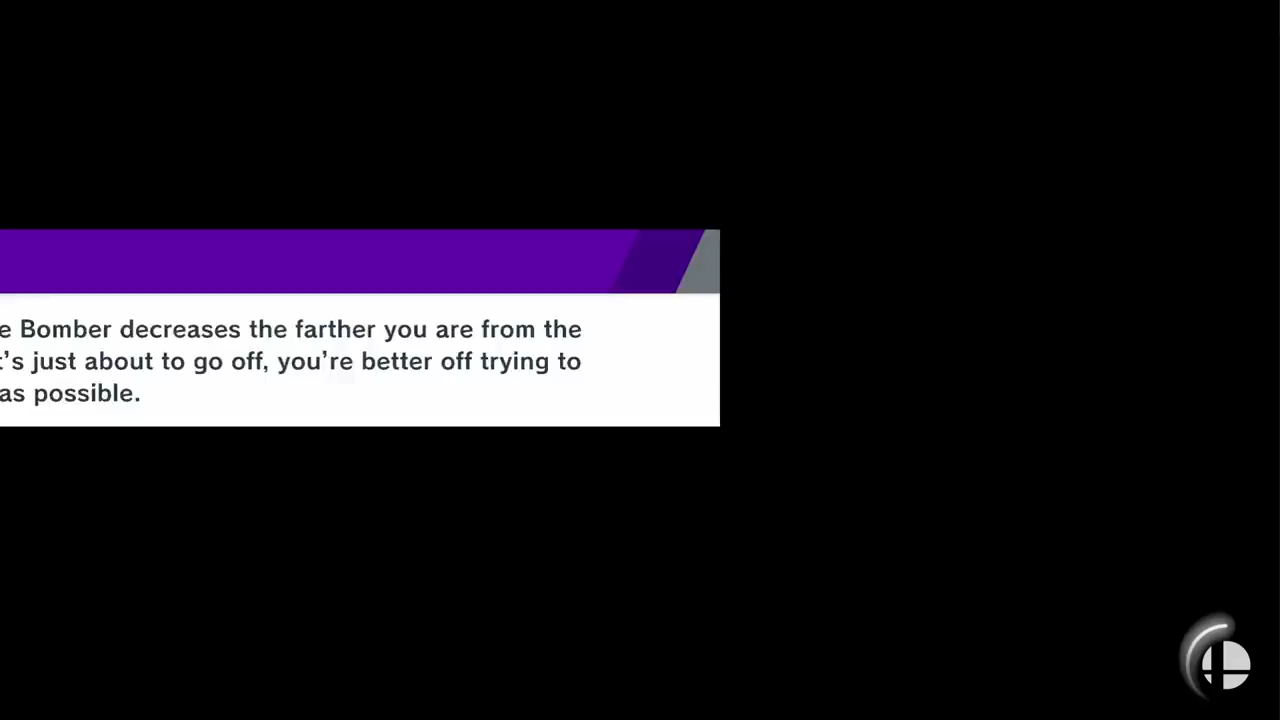 e Bomber decreases the farther you are from the
t's just about to go off, you're better off trying to
as possible.